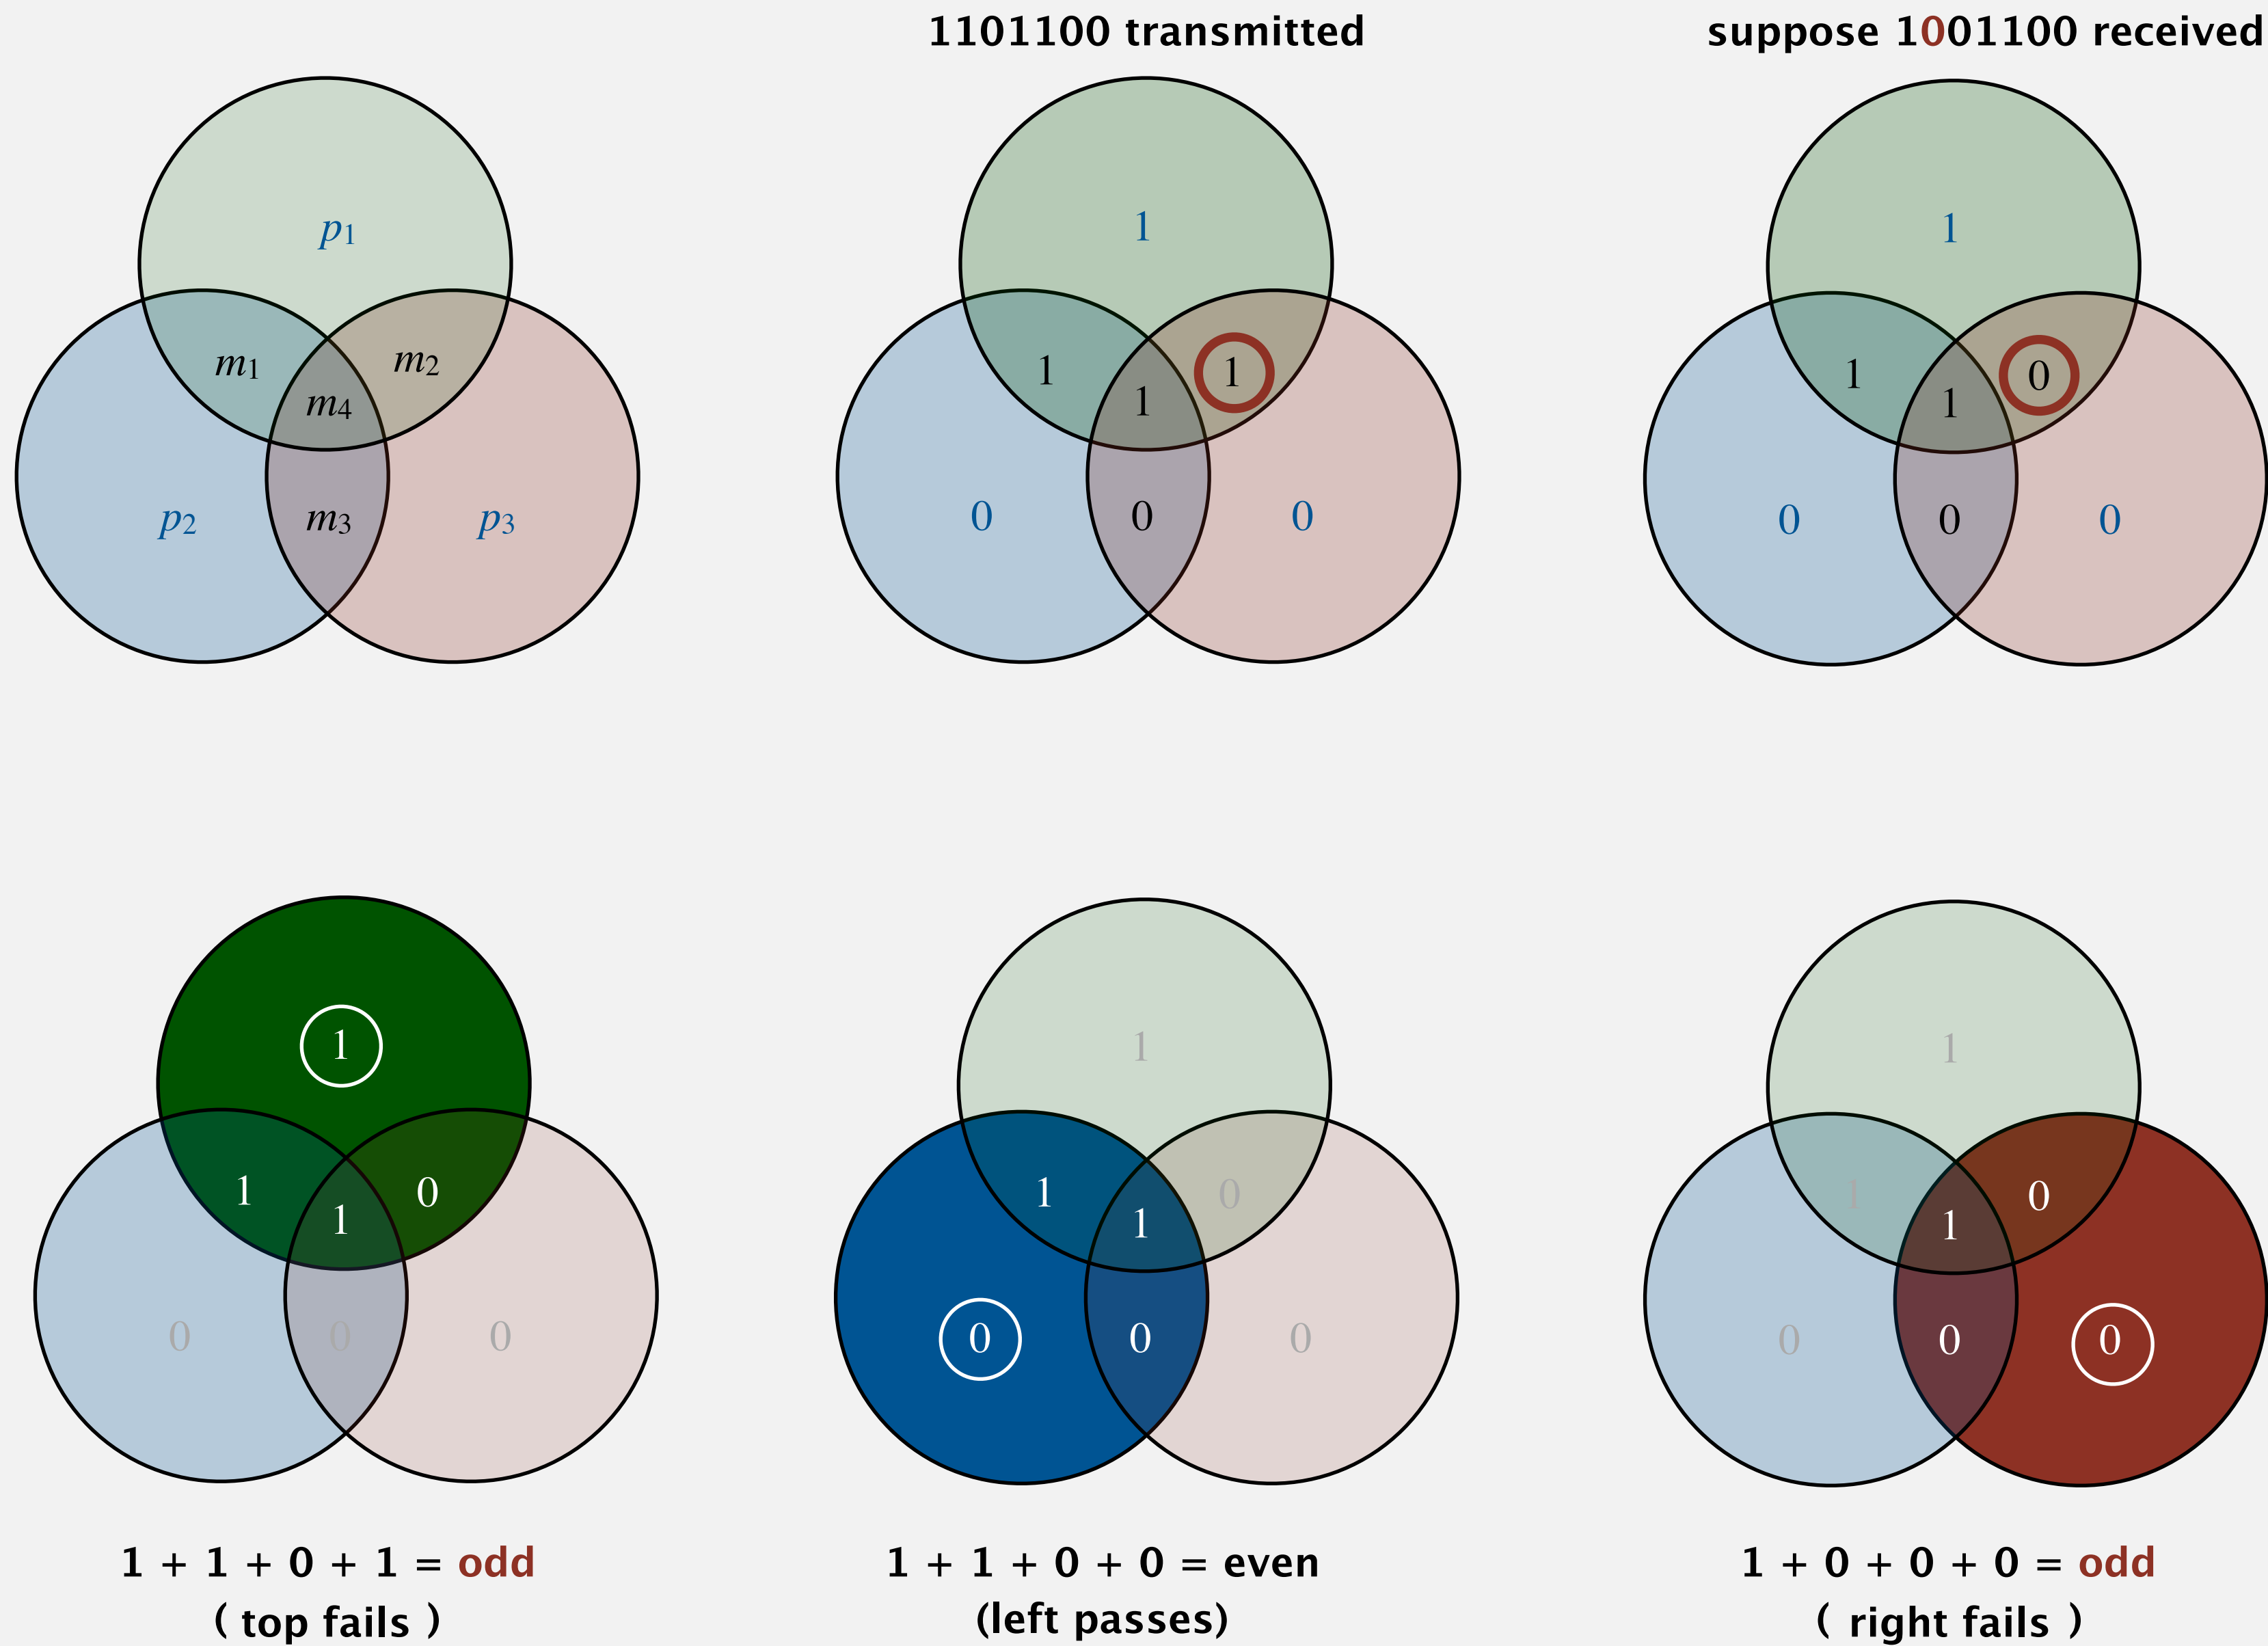 1101100 transmitted
suppose 1001100 received
p1
m1 m2
m4
p2 m3 p3
1
1 1 1
0 0 0
1
1 1 0
0 0 0
1
1 1 0
0 0 0
1
1 1 0
0 0 0
1
1 1 0
0 0 0
1 + 1 + 0 + 1 = odd
( top fails )
1 + 1 + 0 + 0 = even
(left passes)
1 + 0 + 0 + 0 = odd
( right fails )